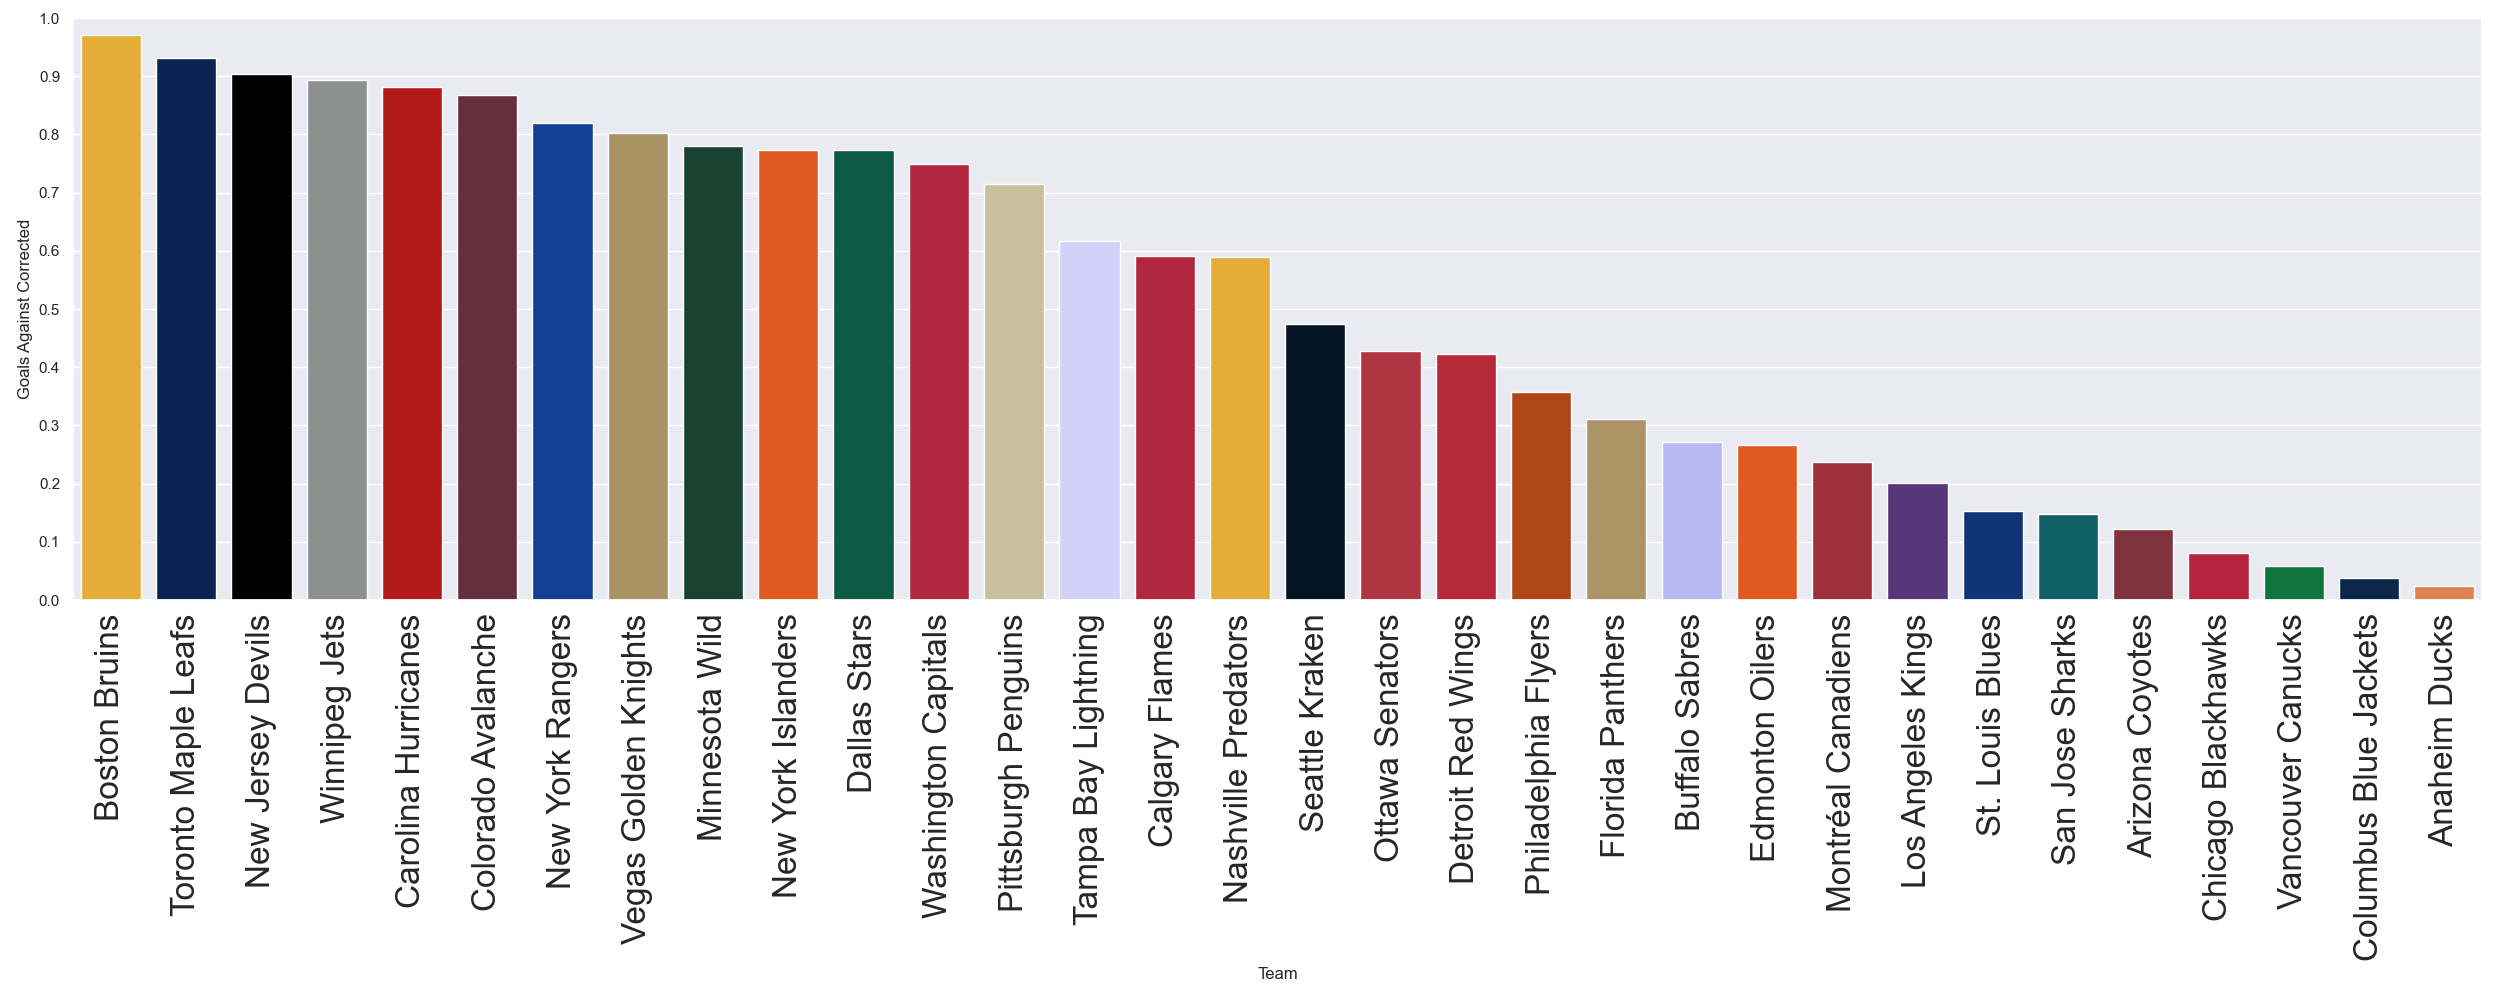 1.0
0.9
0.8
0.7
0.6
0.5
0.4
0.3
0.2
0.1
0.0
Goals Against Corrected
Boston Bruins
Toronto Maple Leafs
New Jersey Devils
Winnipeg Jets
Carolina Hurricanes
Colorado Avalanche
New York Rangers
Vegas Golden Knights
Minnesota Wild
New York Islanders
Dallas Stars
Washington Capitals
Pittsburgh Penguins
Tampa Bay Lightning
Calgary Flames
Nashville Predators
Seattle Kraken
Ottawa Senators
Detroit Red Wings
Philadelphia Flyers
Florida Panthers
Buffalo Sabres
Edmonton Oilers
Montréal Canadiens
Los Angeles Kings
St. Louis Blues
San Jose Sharks
Arizona Coyotes
Chicago Blackhawks
Vancouver Canucks
Columbus Blue Jackets
Anaheim Ducks
Team